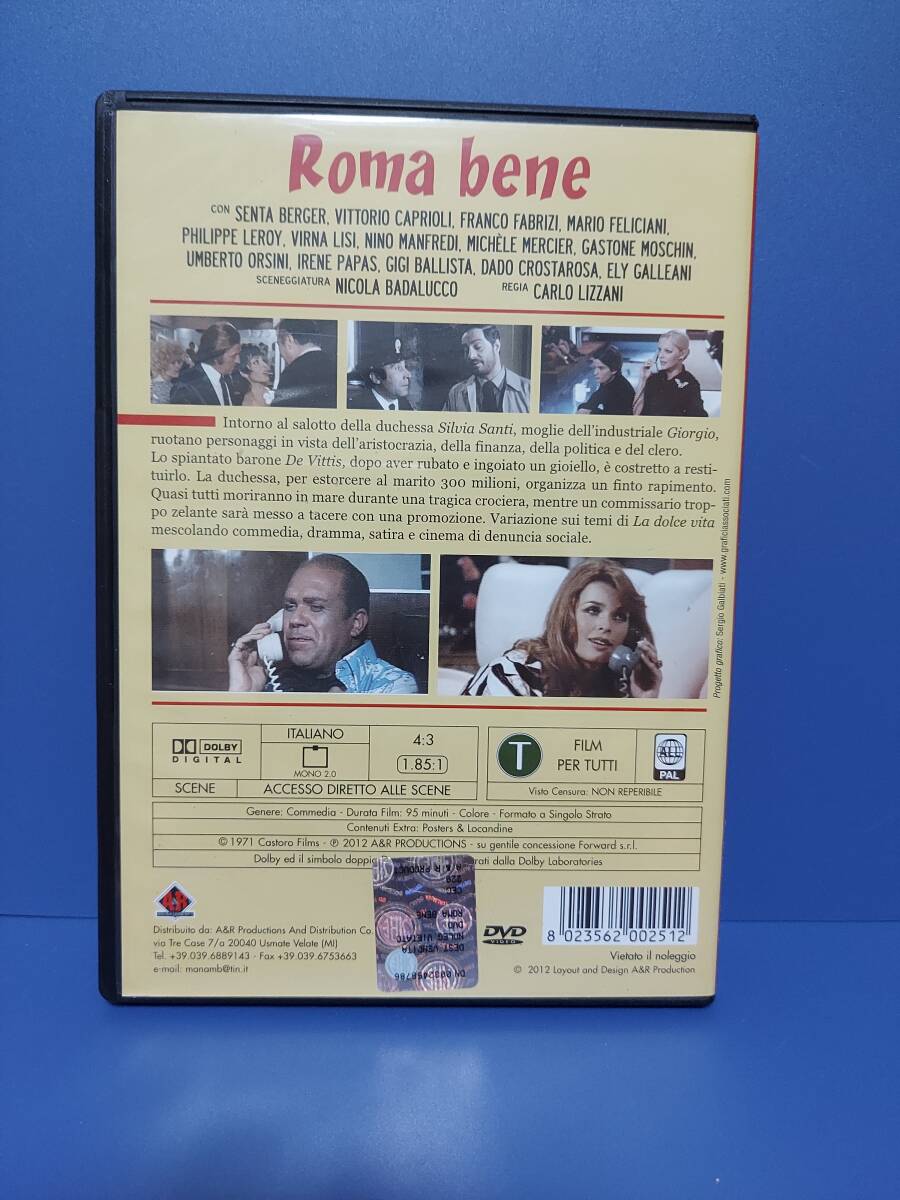 Roma bene
CON SENTA BERGER, VITTORIO CAPRIOLI, FRANCO FABRIZI, MARIO FELICIANI,
PHILIPPE LEROY, VIRNA LISI, NINO MANFREDI, MICHÈLE MERCIER, GASTONE MOSCHIN,
UMBERTO ORSINI, IRENE PAPAS, GIGI BALLISTA, DADO CROSTAROSA, ELY GALLEANI
SCENEGGIATURA NICOLA BADALUCCO REGIA CARLO LIZZANI
Intorno al salotto della duchessa Silvia Santi, moglie dell'industriale Giorgio,
ruotano personaggi in vista dell'aristocrazia, della finanza, della politica e del clero.
Lo spiantato barone De Vittis, dopo aver rubato e ingoiato un gioiello, è costretto a resti-
tuirlo. La duchessa, per estorcere al marito 300 milioni, organizza un finto rapimento.
Quasi tutti moriranno in mare durante una tragica crociera, mentre un commissario trop-
po zelante sarà messo a tacere con una promozione. Variazione sui temi di La dolce vita
mescolando commedia, dramma, satira e cinema di denuncia sociale.
Progetto grafico: Sergio Galbiati - www.graficiassociati.com
DOLBY
DIGITAL
ITALIANO
MONO 2.0
4:3
1.85:1
SCENE
ACCESSO DIRETTO ALLE SCENE
T
FILM
PER TUTTI
ALL
PAL
Visto Censura: NON REPERIBILE
Genere: Commedia - Durata Film: 95 minuti - Colore - Formato a Singolo Strato
Contenuti Extra: Posters & Locandine
© 1971 Castoro Films - ℗ 2012 A&R PRODUCTIONS - su gentile concessione Forward s.r.l.
Dolby ed il simbolo doppia dalla Dolby Laboratories
A&R
Distribuito da: A&R Productions And Distribution Co.
via Tre Case 7/a 20040 Usmate Velate (MI)
Tel. +39.039.6889143 - Fax +39.039.6753663
e-mail: manamb@tin.it
DN 0002458786
DEST.VENDITA
NOLEG.VIETATO
DVD
ROMA BENE
DVD
VIDEO
8 023562 002512
Vietato il noleggio
© 2012 Layout and Design A&R Production